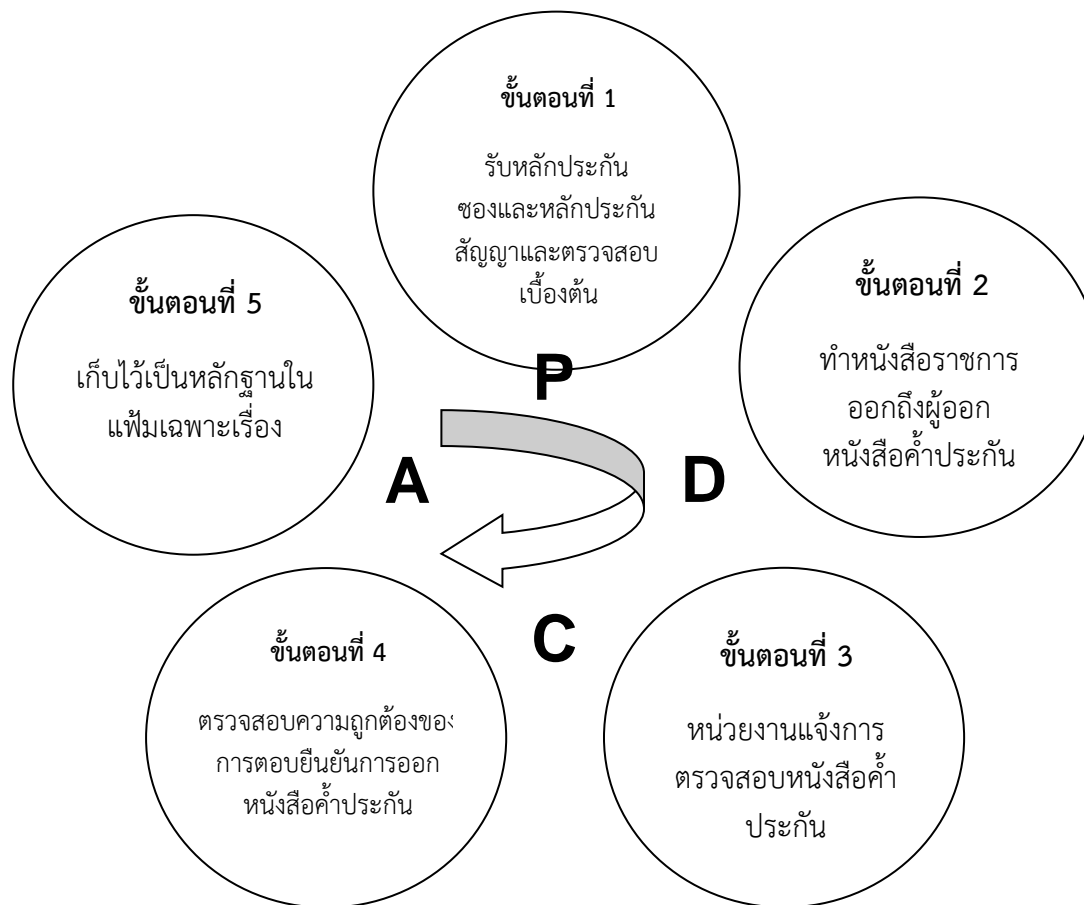 ขั้นตอนที่ 1
รับหลักประกัน
ซองและหลักประกัน
สัญญาและตรวจสอบ
เบื้องต้น
ขั้นตอนที่ 2
ทำหนังสือราชการ
ออกถึงผู้ออก
หนังสือค้ำประกัน
ขั้นตอนที่ 3
หน่วยงานแจ้งการ
ตรวจสอบหนังสือค้ำ
ประกัน
ขั้นตอนที่ 4
ตรวจสอบความถูกต้องของ
การตอบยืนยันการออก
หนังสือค้ำประกัน
ขั้นตอนที่ 5
เก็บไว้เป็นหลักฐานใน
แฟ้มเฉพาะเรื่อง
P
D
C
A